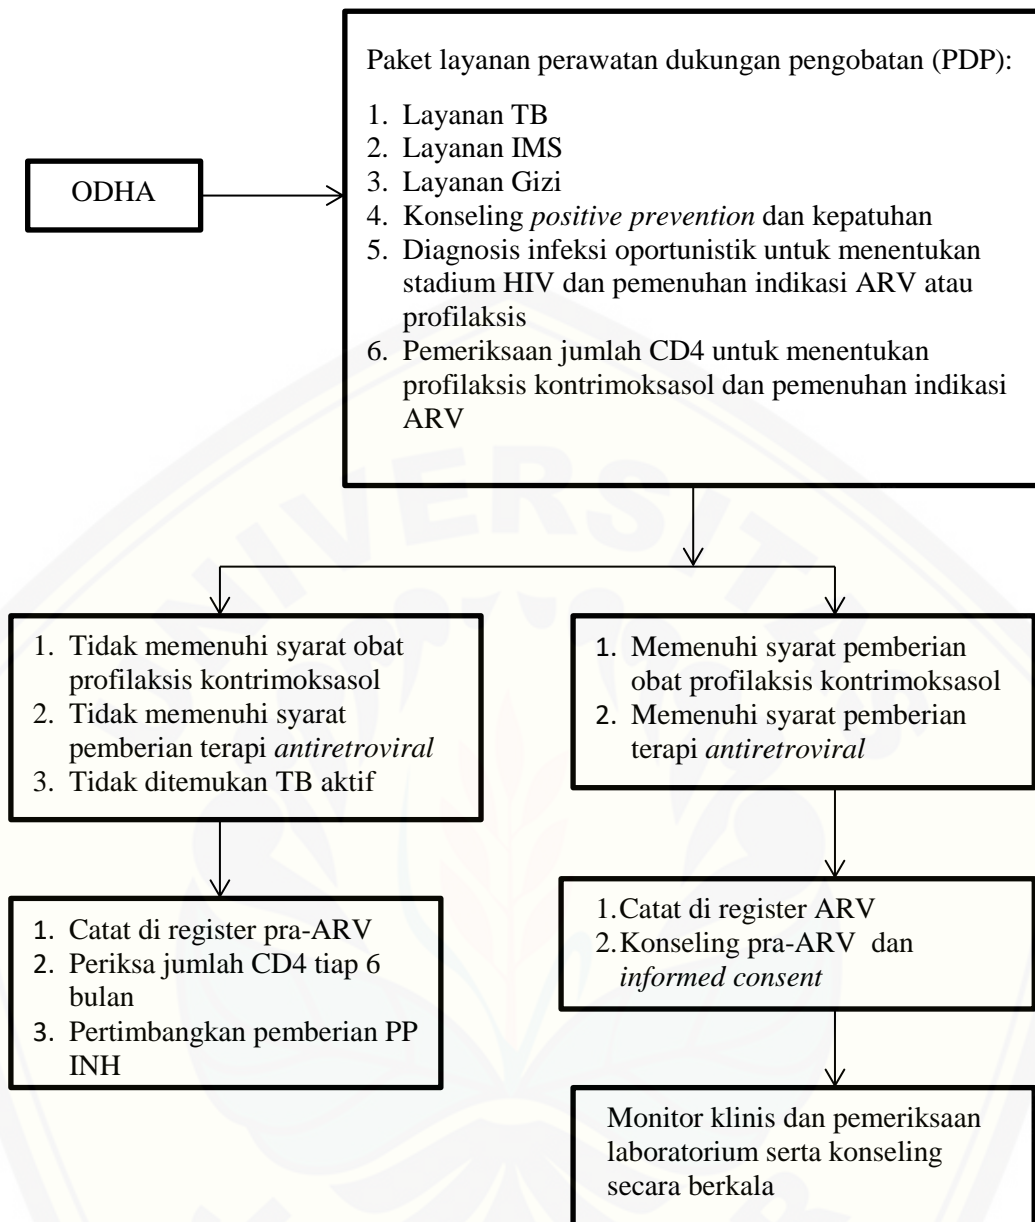 Paket layanan perawatan dukungan pengobatan (PDP):
1. Layanan TB
2. Layanan IMS
3. Layanan Gizi
4. Konseling positive prevention dan kepatuhan
5. Diagnosis infeksi oportunistik untuk menentukan
stadium HIV dan pemenuhan indikasi ARV atau
profilaksis
6. Pemeriksaan jumlah CD4 untuk menentukan
profilaksis kontrimoksasol dan pemenuhan indikasi
ARV
ODHA
1. Tidak memenuhi syarat obat
profilaksis kontrimoksasol
2. Tidak memenuhi syarat
pemberian terapi antiretroviral
3. Tidak ditemukan TB aktif
1. Memenuhi syarat pemberian
obat profilaksis kontrimoksasol
2. Memenuhi syarat pemberian
terapi antiretroviral
1. Catat di register pra-ARV
2. Periksa jumlah CD4 tiap 6
bulan
3. Pertimbangkan pemberian PP
INH
1. Catat di register ARV
2. Konseling pra-ARV dan
informed consent
Monitor klinis dan pemeriksaan
laboratorium serta konseling
secara berkala
UNIVERSITAS